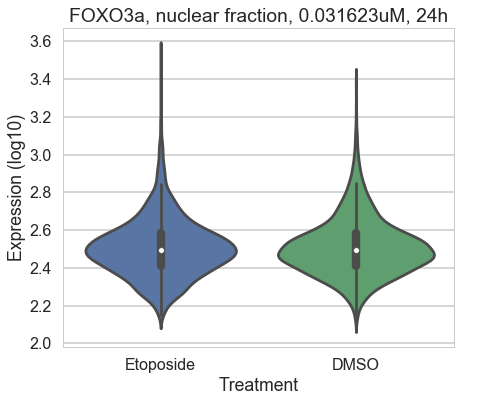 FOXO3a, nuclear fraction, 0.031623uM, 24h
Expression (log10)
3.6
3.4
3.2
3.0
2.8
2.6
2.4
2.2
2.0
Etoposide DMSO
Treatment